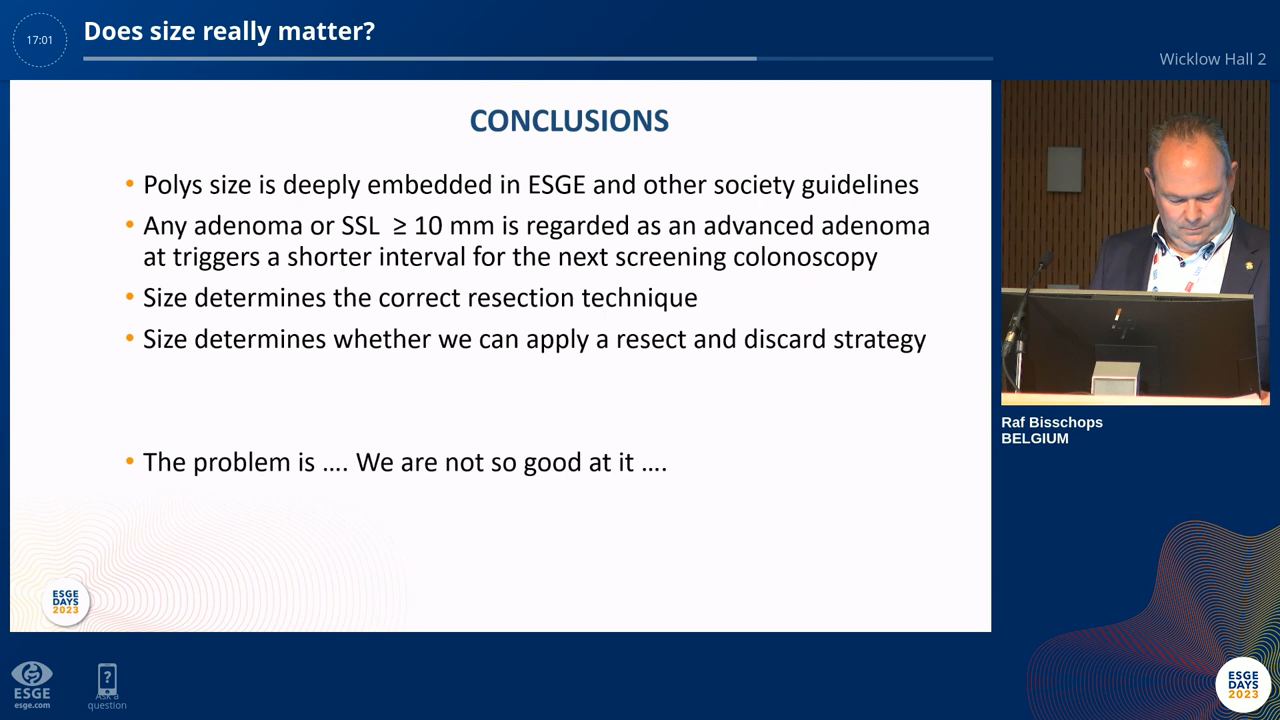 17:01
Does size really matter?
Wicklow Hall 2
CONCLUSIONS
• Polys size is deeply embedded in ESGE and other society guidelines
• Any adenoma or SSL ≥ 10 mm is regarded as an advanced adenoma
at triggers a shorter interval for the next screening colonoscopy
• Size determines the correct resection technique
• Size determines whether we can apply a resect and discard strategy
• The problem is …. We are not so good at it ….
ESGE
DAYS
2023
Raf Bisschops
BELGIUM
ESGE
esge.com
?
Ask a
question
ESGE
DAYS
2023